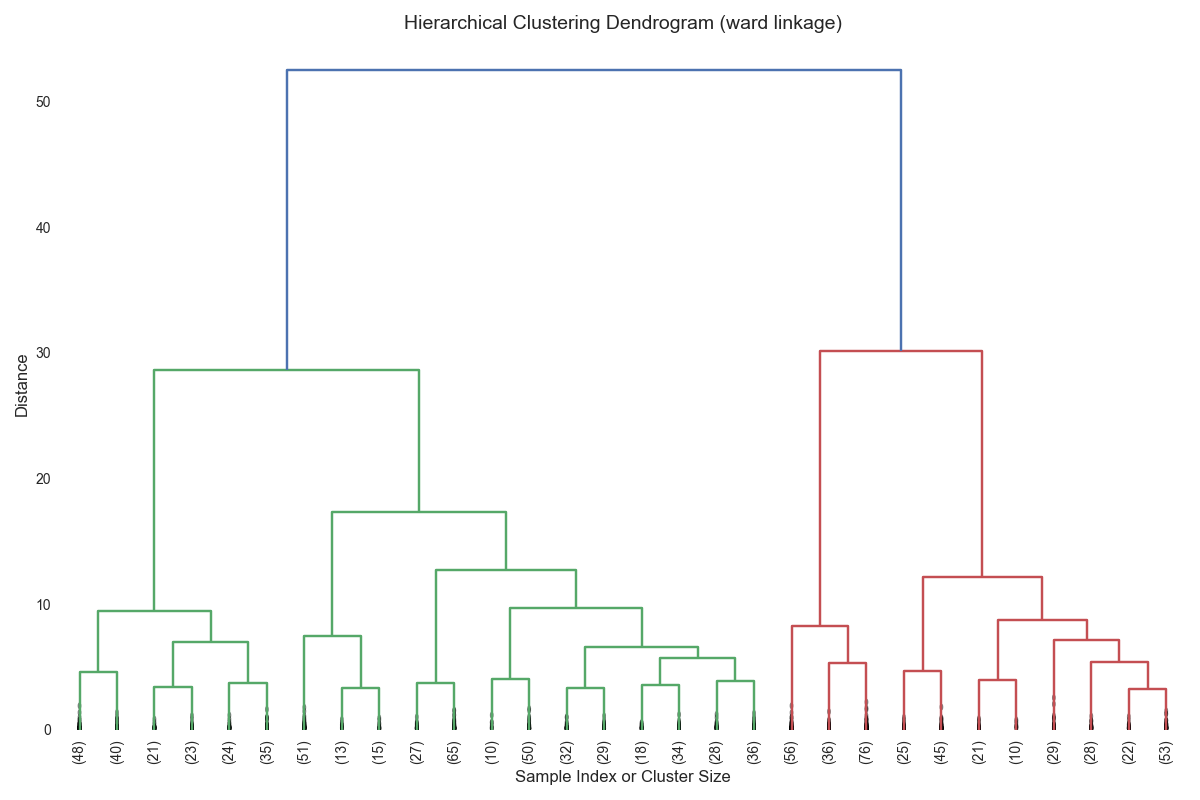 Hierarchical Clustering Dendrogram (ward linkage)
50
40
30
20
10
0
Distance
(48) (40) (21) (23) (24) (35) (51) (13) (15) (27) (65) (10) (50) (32) (29) (18) (34) (28) (36) (56) (36) (76) (25) (45) (21) (10) (29) (28) (22) (53)
Sample Index or Cluster Size